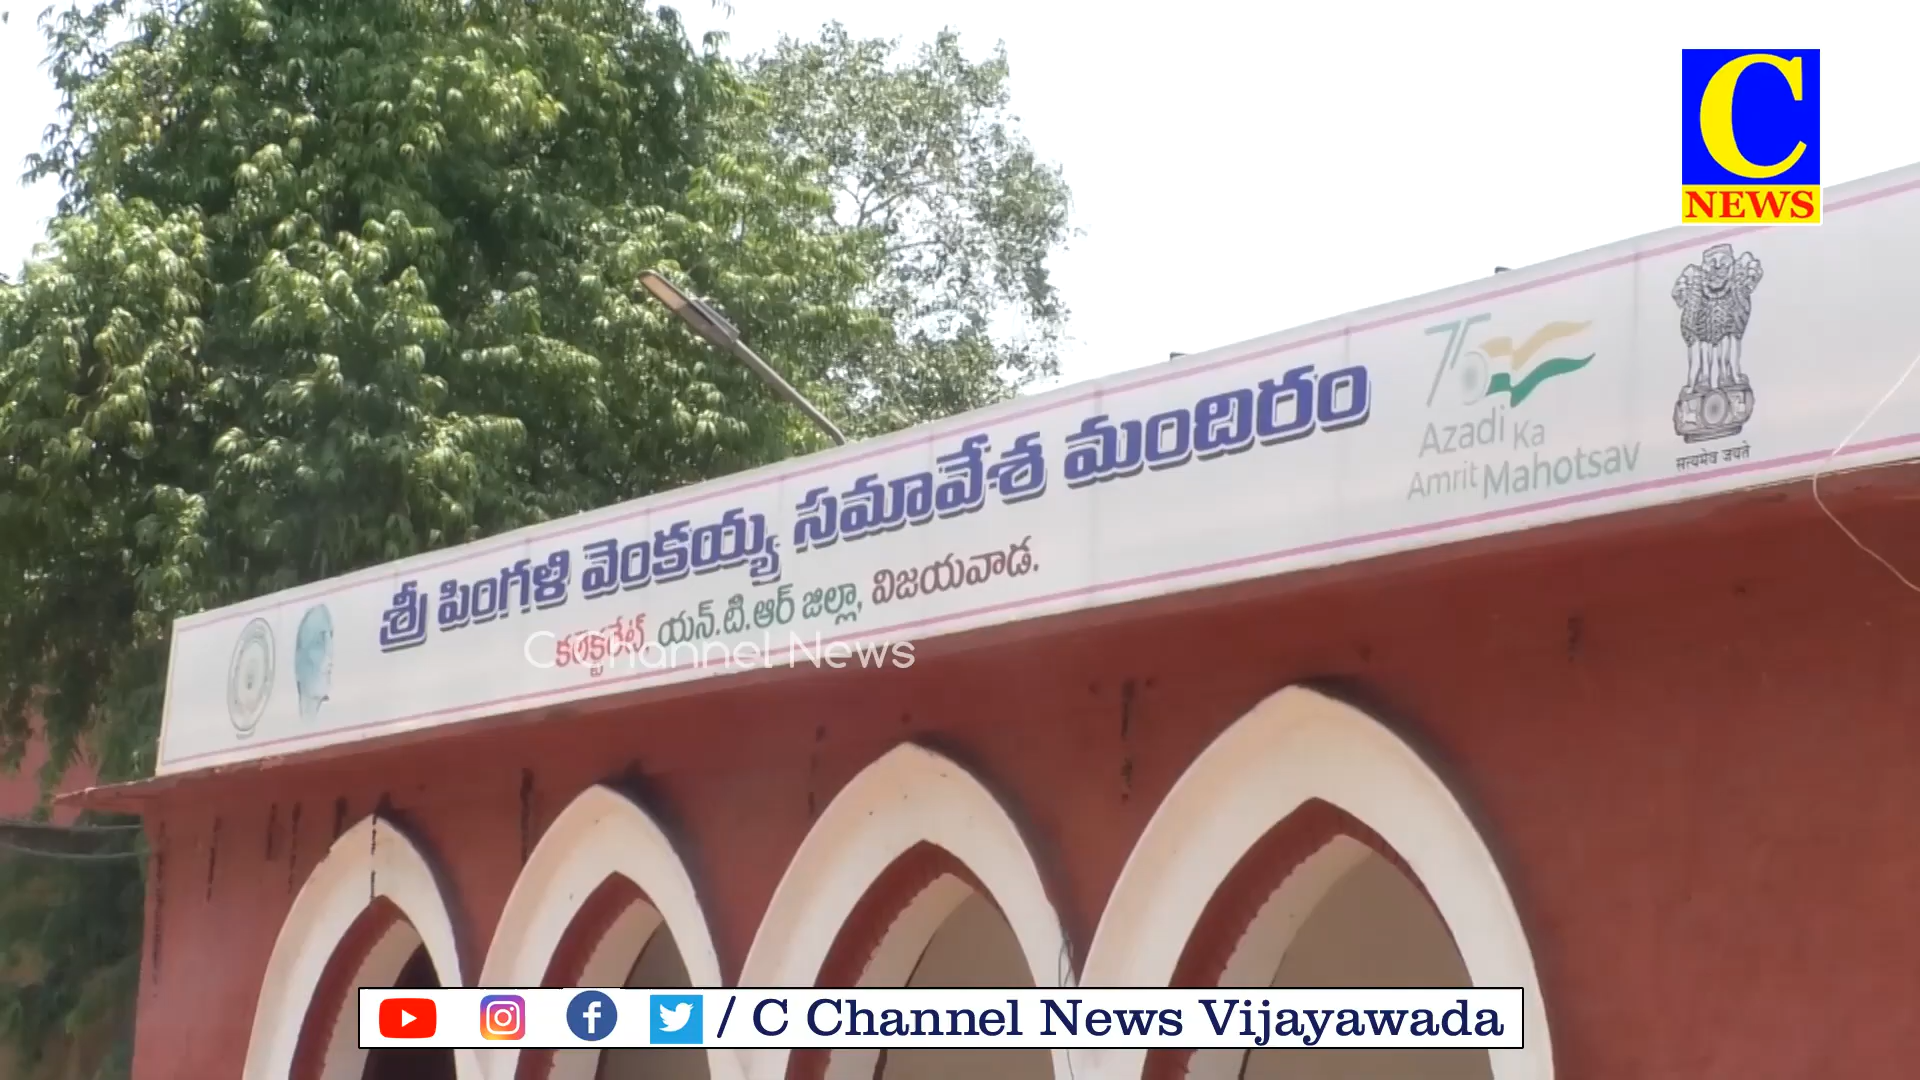 C
NEWS
శ్రీ పింగళి వెంకయ్య సమావేశ మందిరం
కలెక్టరేట్, యన్.టి.ఆర్ జిల్లా, విజయవాడ.
75
Azadi Ka
Amrit Mahotsav
सत्यमेव जयते
C Channel News
/ C Channel News Vijayawada